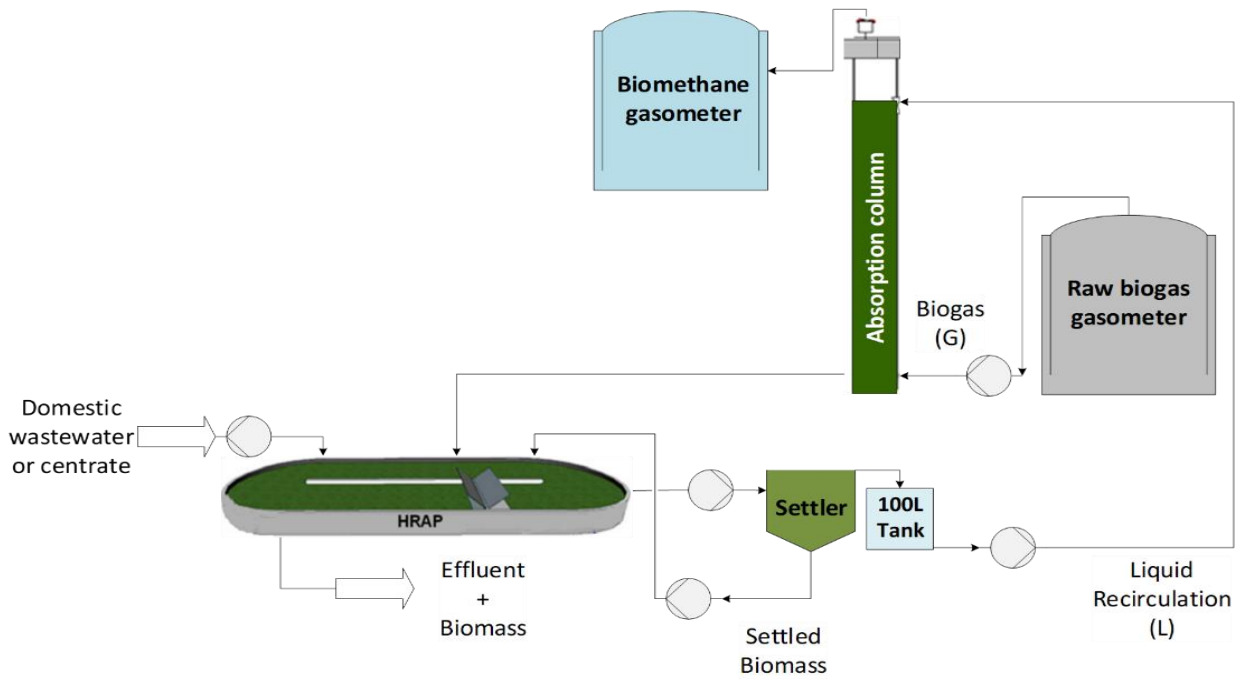 Biomethane
gasometer
Absorption column
Raw biogas
gasometer
Biogas
(G)
Domestic
wastewater
or centrate
HRAP
Settler
100L
Tank
Effluent
+
Biomass
Settled
Biomass
Liquid
Recirculation
(L)